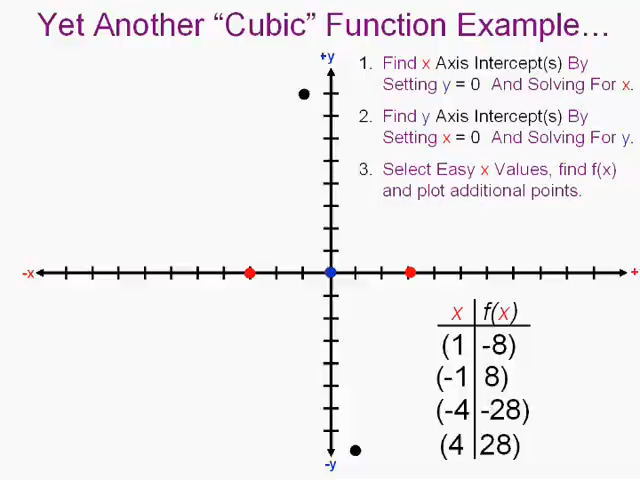 Yet Another “Cubic” Function Example…
+y
1. Find x Axis Intercept(s) By
Setting y = 0 And Solving For x.
2. Find y Axis Intercept(s) By
Setting x = 0 And Solving For y.
3. Select Easy x Values, find f(x)
and plot additional points.
-x
+
x f(x)
(1 -8)
(-1 8)
(-4 -28)
(4 28)
-y